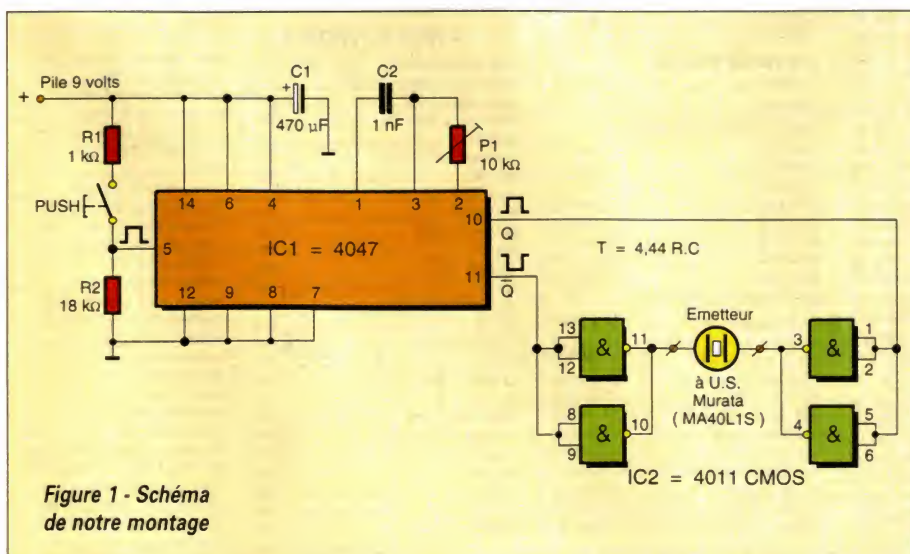 + Pile 9 volts
C1
+
470 µF
C2
1 nF
R1
1 kΩ
P1
10 kΩ
PUSH
14 6 4 1 3 2
10
Q
5
IC1 = 4047
T = 4,44 R.C
11
Q̅
R2
18 kΩ
12 9 8 7
Emetteur
13
12
&
11
3
&
1
2
à U.S.
Murata
( MA40L1S )
8
9
&
10
4
&
5
6
IC2 = 4011 CMOS
Figure 1 - Schéma
de notre montage